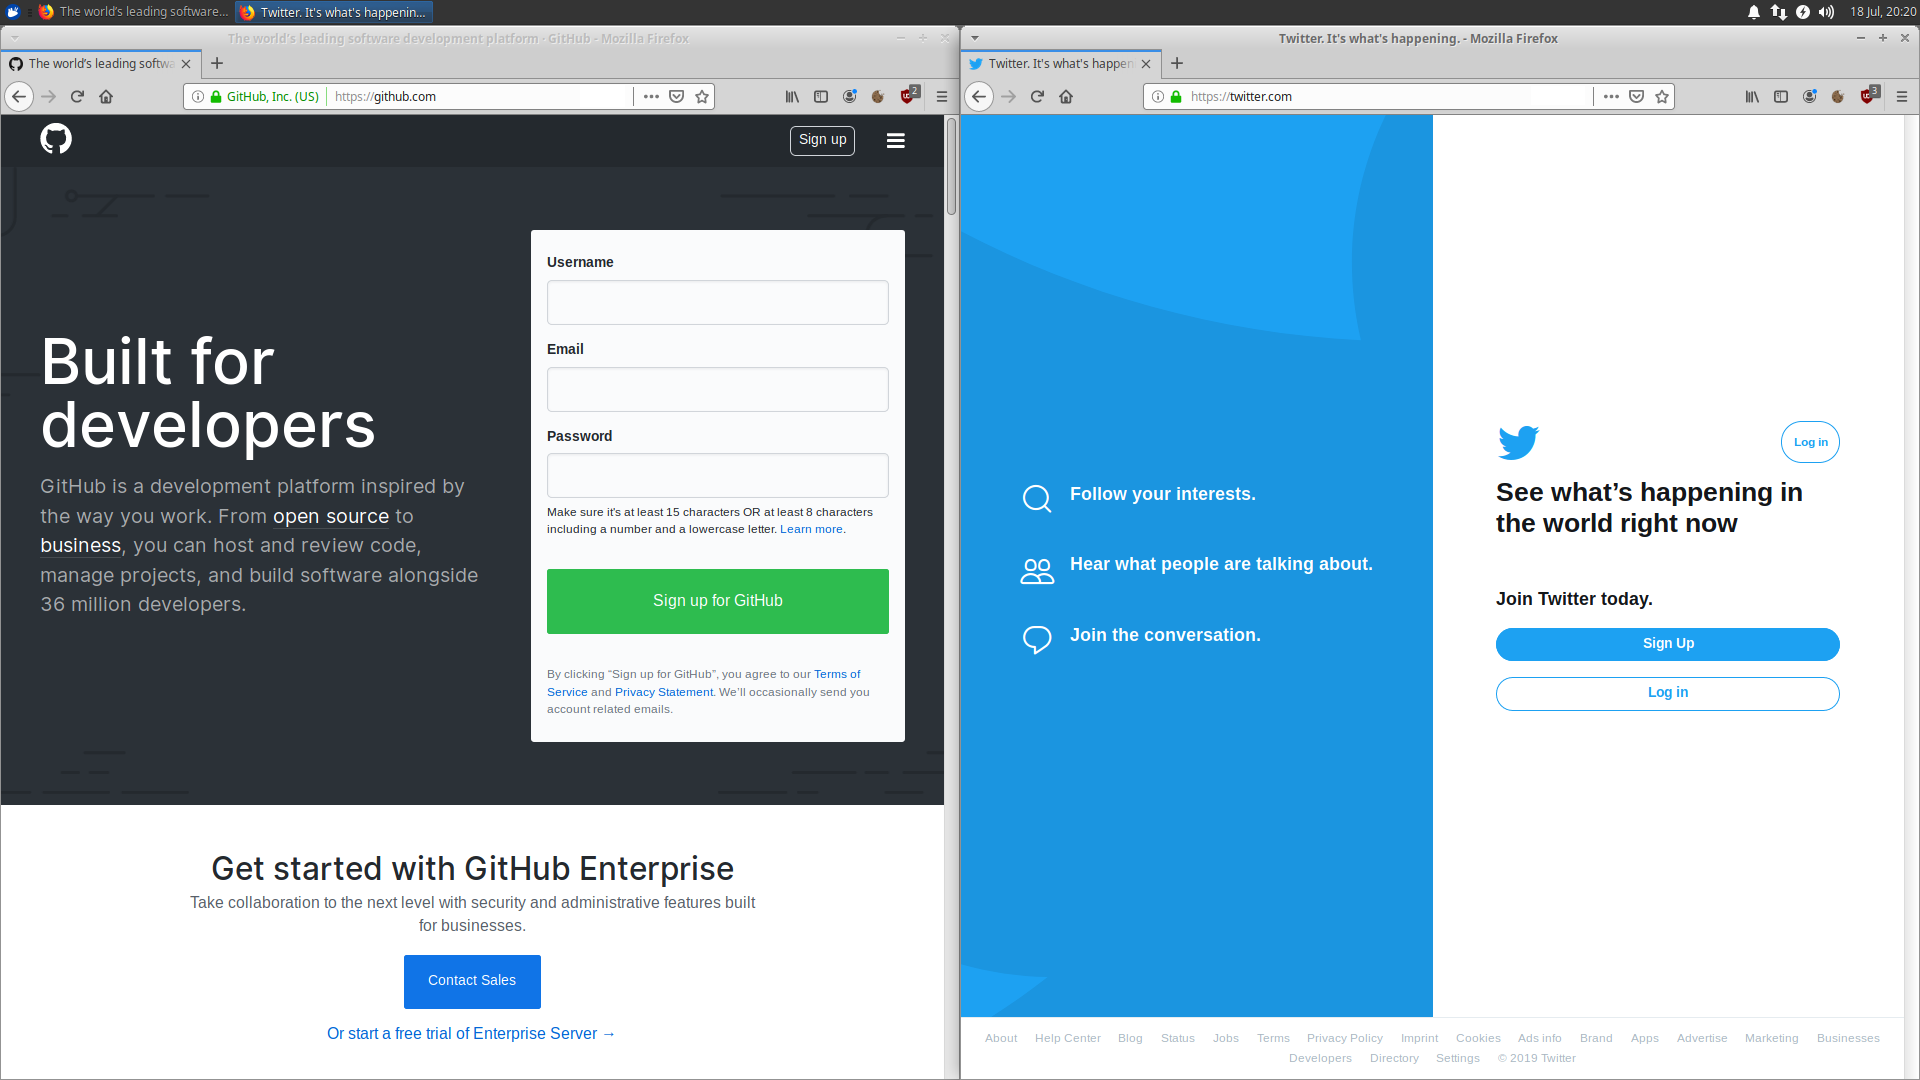 The world's leading software...
Twitter. It's what's happenin...
18 Jul, 20:20
The world's leading software development platform · GitHub - Mozilla Firefox
The world's leading softwa
GitHub, Inc. (US)
https://github.com
2
Sign up
Built for
developers
GitHub is a development platform inspired by
the way you work. From open source to
business, you can host and review code,
manage projects, and build software alongside
36 million developers.
Username
Email
Password
Make sure it's at least 15 characters OR at least 8 characters
including a number and a lowercase letter. Learn more.
Sign up for GitHub
By clicking “Sign up for GitHub”, you agree to our Terms of
Service and Privacy Statement. We'll occasionally send you
account related emails.
Get started with GitHub Enterprise
Take collaboration to the next level with security and administrative features built
for businesses.
Contact Sales
Or start a free trial of Enterprise Server →
Twitter. It's what's happening. - Mozilla Firefox
Twitter. It's what's happen
https://twitter.com
3
Follow your interests.
Hear what people are talking about.
Join the conversation.
Log in
See what’s happening in
the world right now
Join Twitter today.
Sign Up
Log in
About Help Center Blog Status Jobs Terms Privacy Policy Imprint Cookies Ads info Brand Apps Advertise Marketing Businesses
Developers Directory Settings © 2019 Twitter